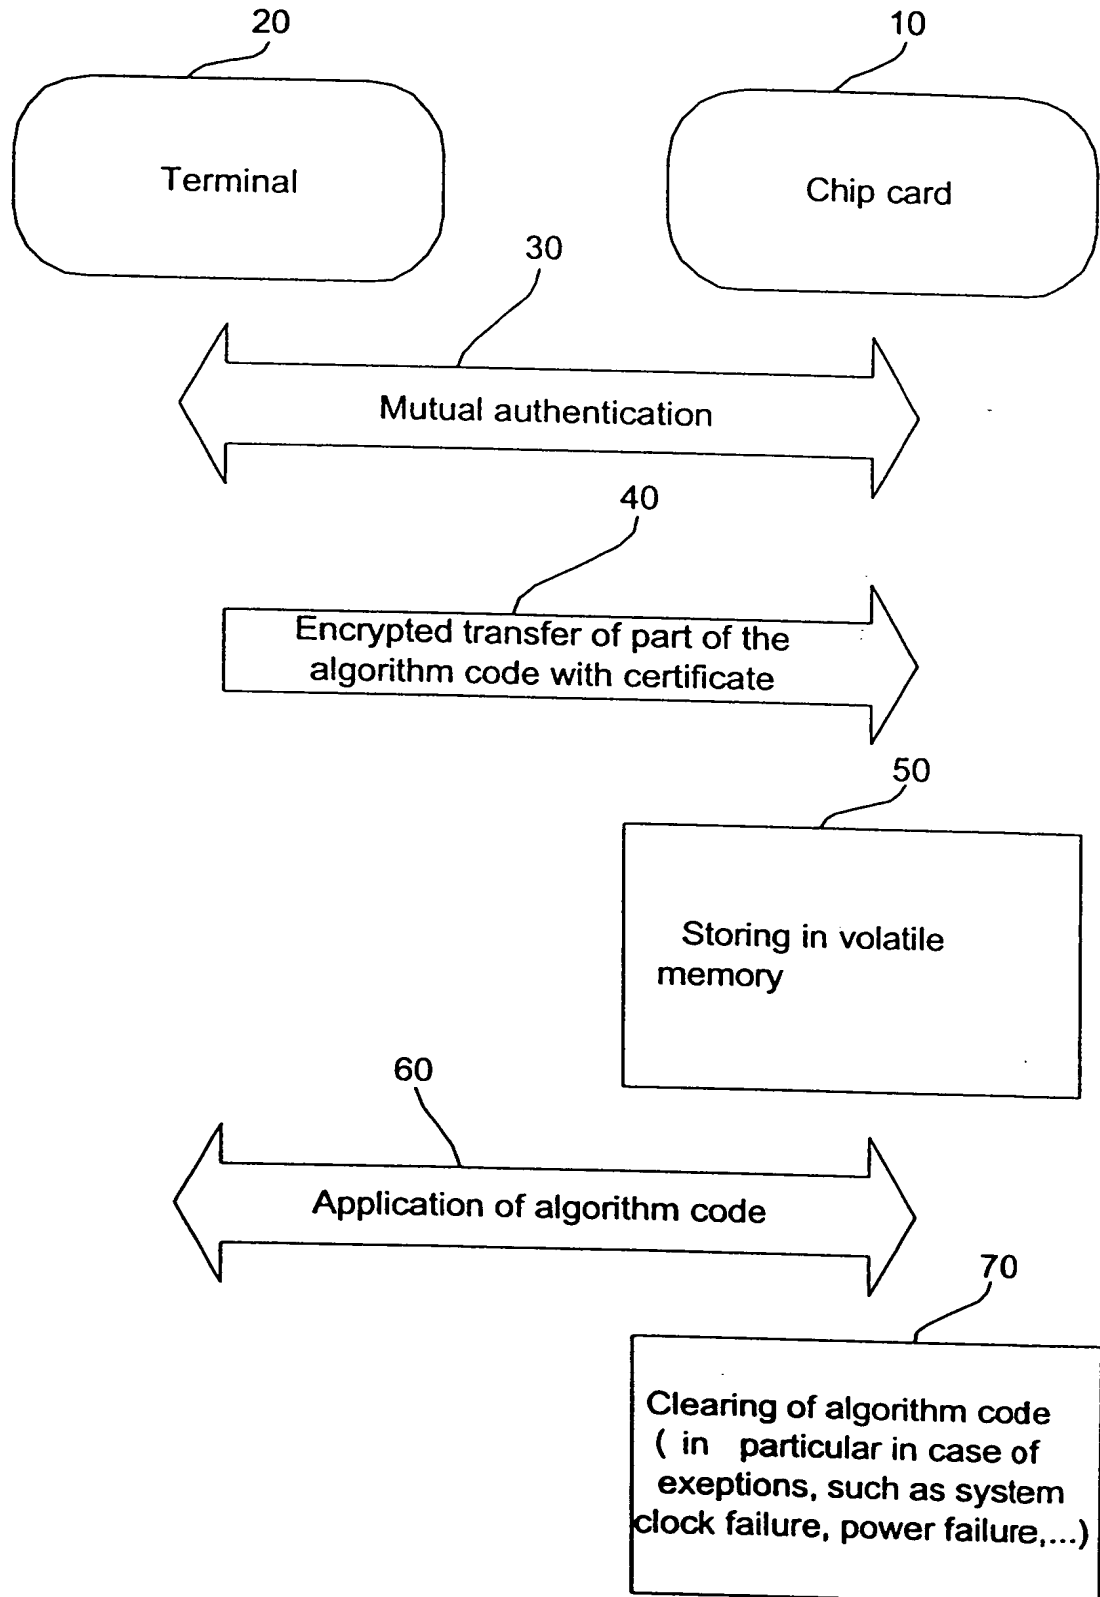 20
10
Terminal
Chip card
30
Mutual authentication
40
Encrypted transfer of part of the
algorithm code with certificate
50
Storing in volatile
memory
60
Application of algorithm code
70
Clearing of algorithm code
( in particular in case of
exeptions, such as system
clock failure, power failure,...)